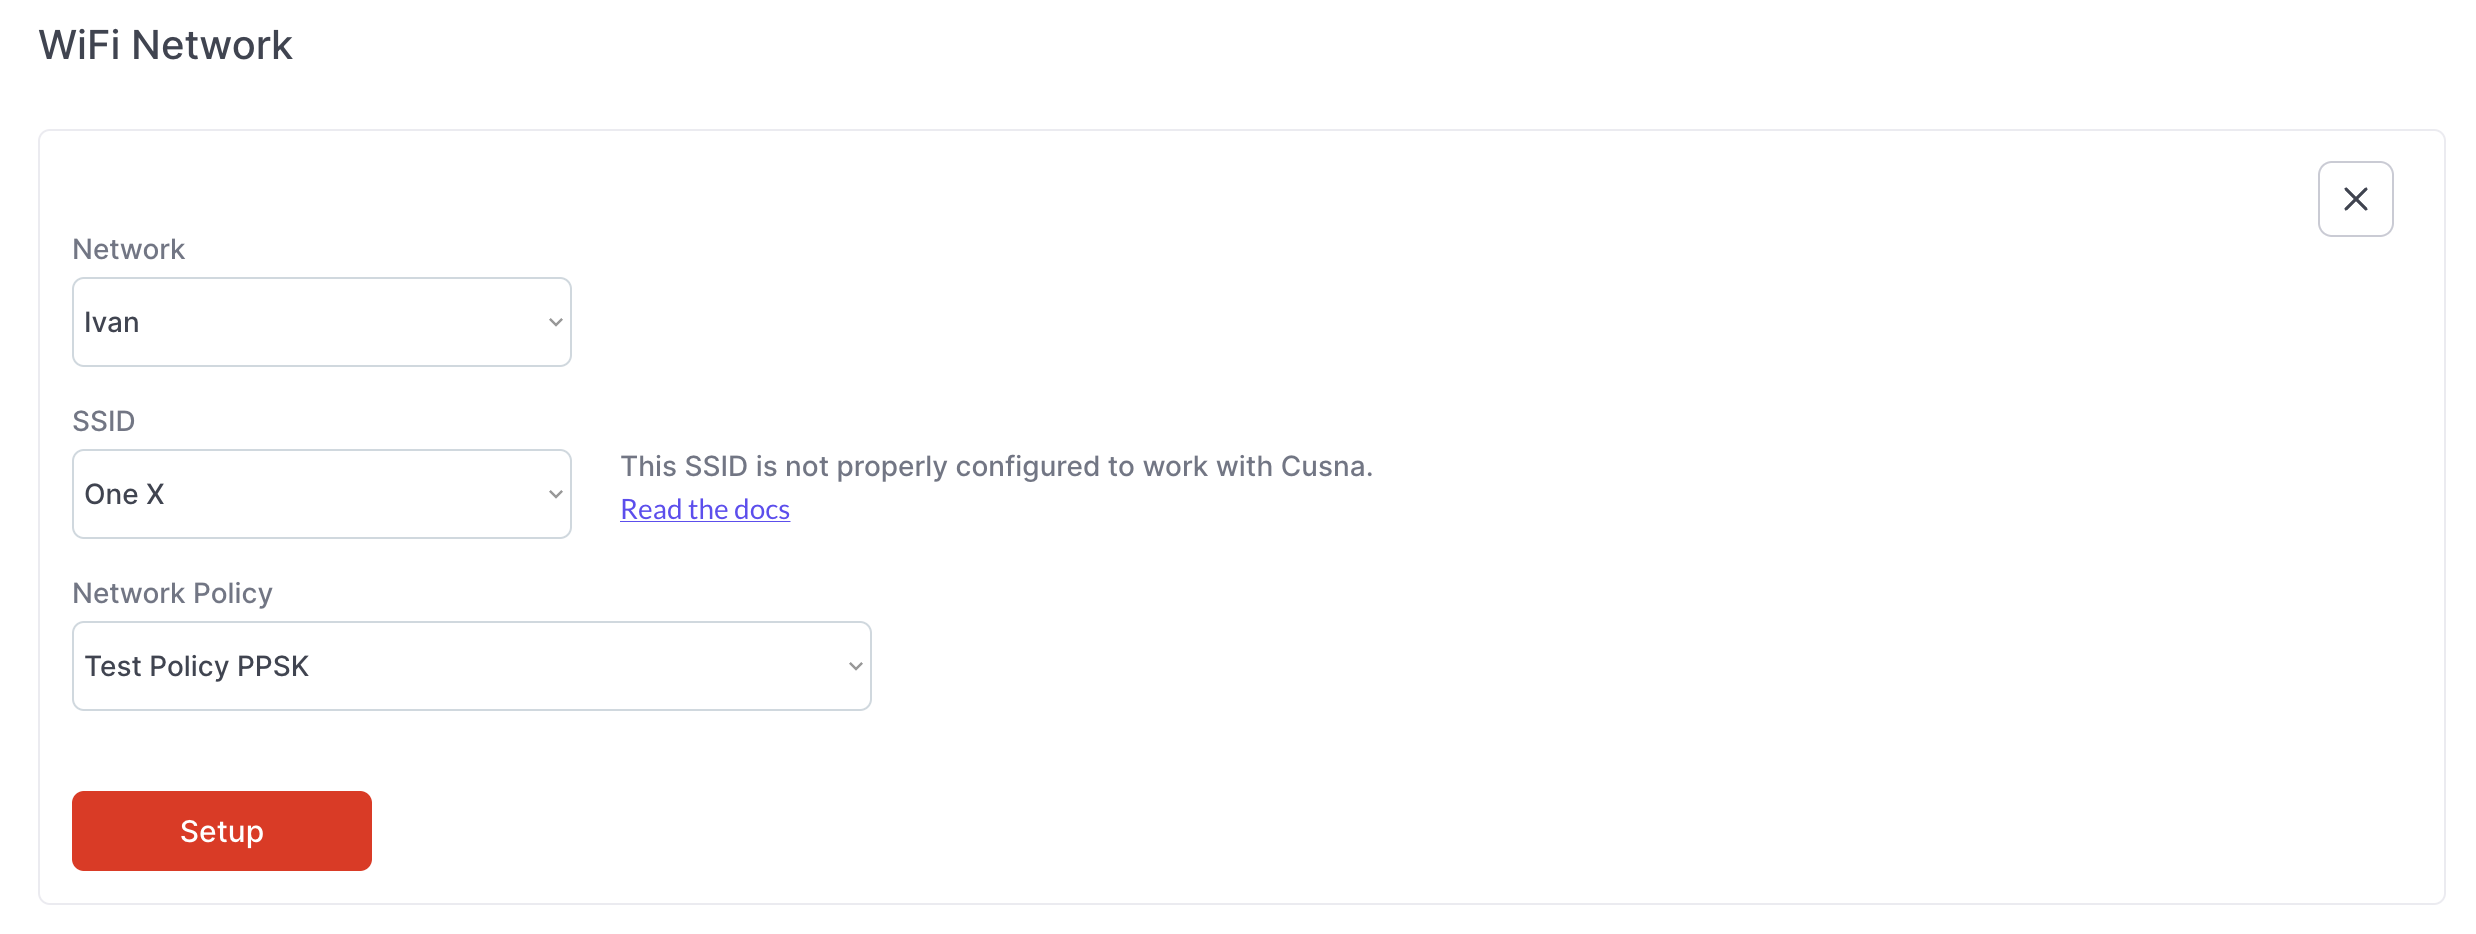 WiFi Network
Network
Ivan
SSID
One X
This SSID is not properly configured to work with Cusna.
Read the docs
Network Policy
Test Policy PPSK
Setup